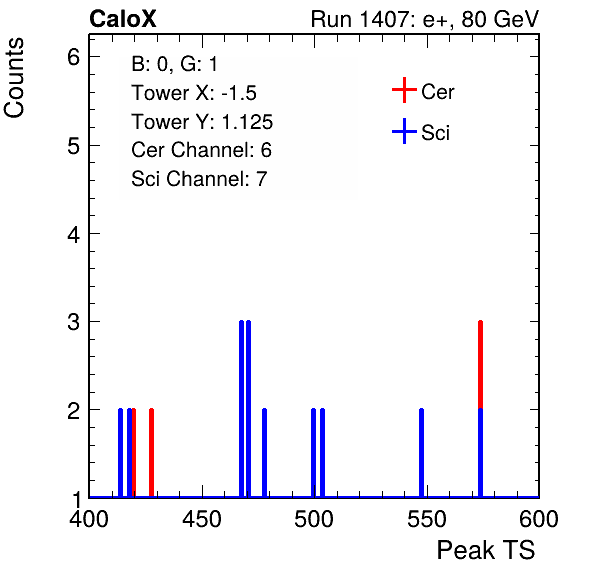 CaloX Run 1407: e+, 80 GeV
Counts
B: 0, G: 1
Tower X: -1.5
Tower Y: 1.125
Cer Channel: 6
Sci Channel: 7
Cer
Sci
6
5
4
3
2
1
400 450 500 550 600
Peak TS